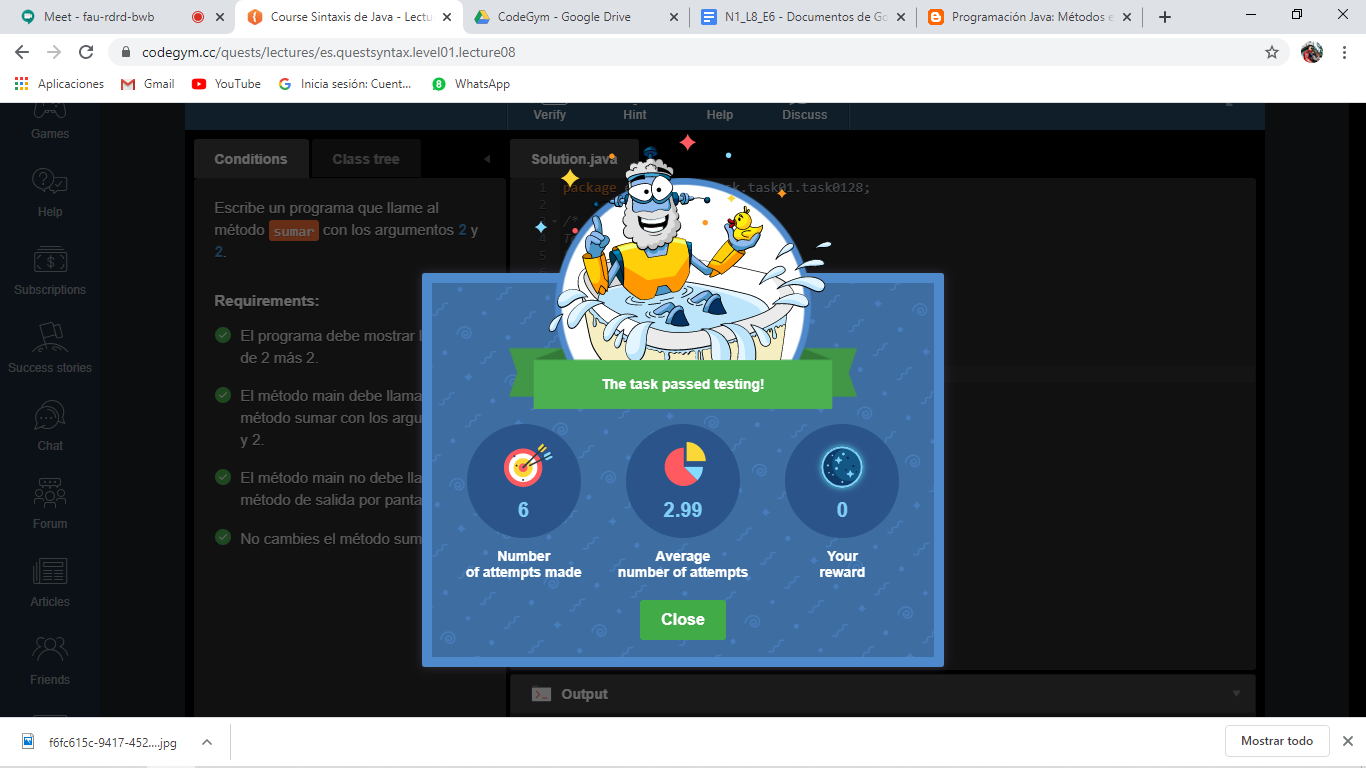 Meet - fau-rdrd-bwb
Course Sintaxis de Java - Lectu
CodeGym - Google Drive
N1_L8_E6 - Documentos de Go
Programación Java: Métodos e
codegym.cc/quests/lectures/es.questsyntax.level01.lecture08
Aplicaciones
Gmail
YouTube
Inicia sesión: Cuent...
8
WhatsApp
Games
Help
Subscriptions
Success stories
Chat
Forum
Articles
Friends
Verify
Hint
Help
Discuss
Conditions
Class tree
Escribe un programa que llame al
método sumar con los argumentos 2 y
2.
Requirements:
El programa debe mostrar
de 2 más 2.
El método main debe llama
método sumar con los argu
y 2.
El método main no debe lla
método de salida por panta
No cambies el método sum
Solution.java
1 package k.task01.task0128;
2
3 /*
4
5
The task passed testing!
6
Number
of attempts made
2.99
Average
number of attempts
0
Your
reward
Close
Output
f6fc615c-9417-452....jpg
Mostrar todo